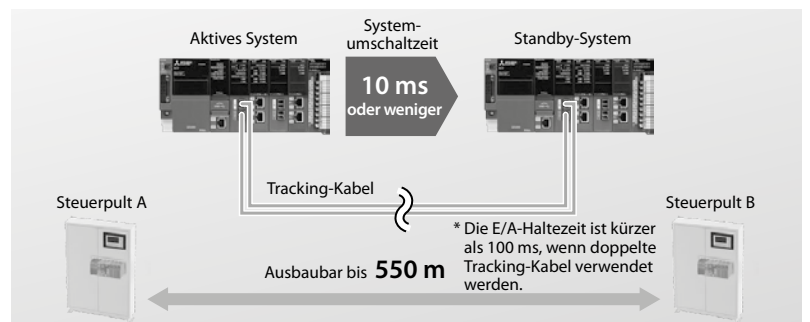 Aktives System
System-
umschaltzeit
Standby-System
10 ms
oder weniger
Tracking-Kabel
Steuerpult A
Steuerpult B
* Die E/A-Haltezeit ist kürzer
als 100 ms, wenn doppelte
Tracking-Kabel verwendet
werden.
Ausbaubar bis 550 m